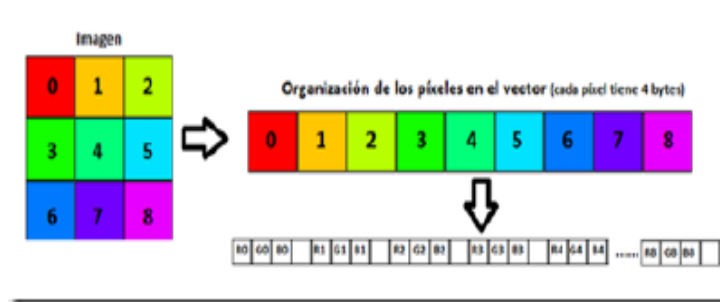 Imagen
0 1 2
3 4 5
6 7 8
Organización de los píxeles en el vector (cada píxel tiene 4 bytes)
0 1 2 3 4 5 6 7 8
R0 G0 B0 R1 G1 B1 R2 G2 B2 R3 G3 B3 R4 G4 B4 ...... R8 G8 B8